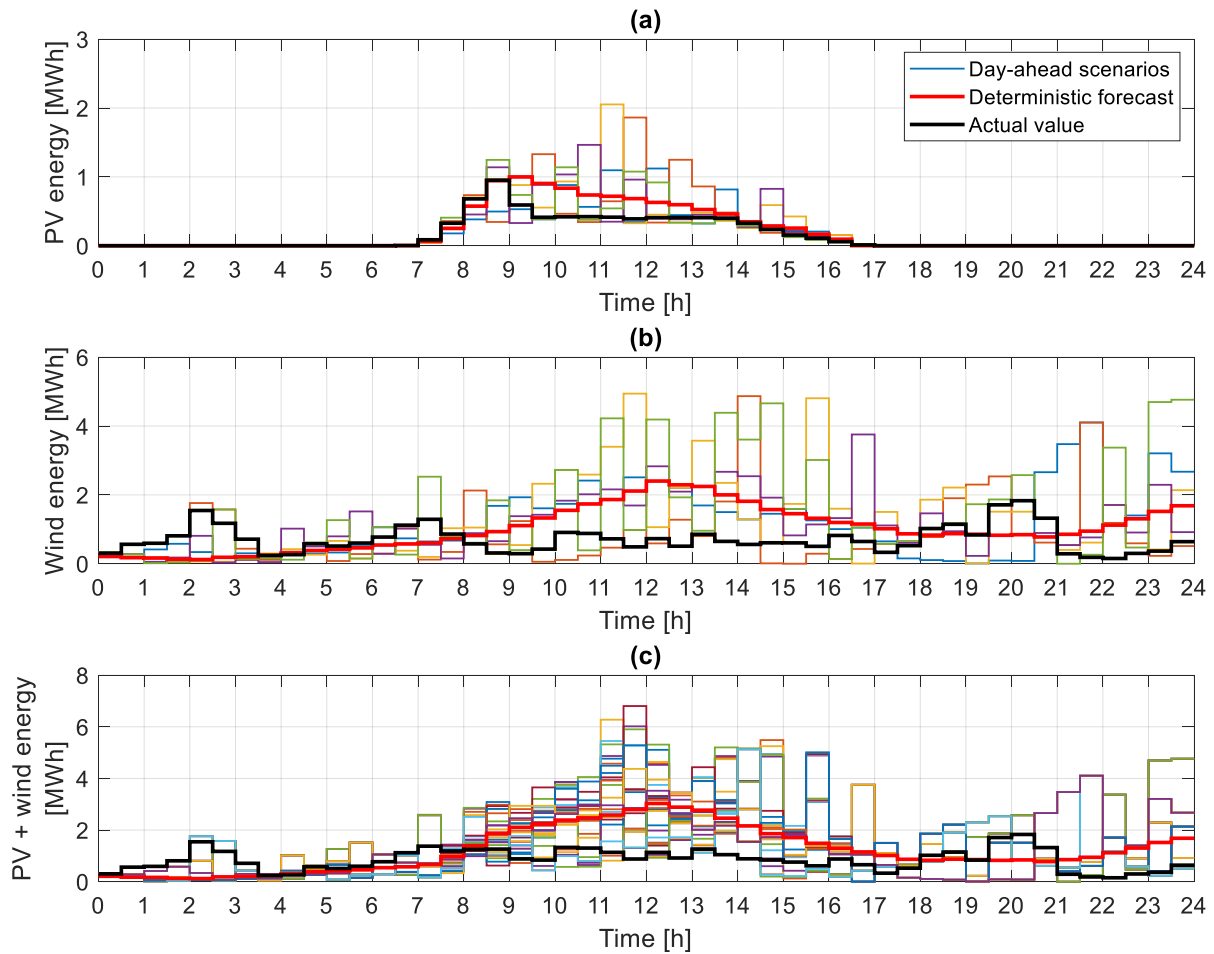 (a)
3
2
1
0
PV energy [MWh]
Day-ahead scenarios
Deterministic forecast
Actual value
0 1 2 3 4 5 6 7 8 9 10 11 12 13 14 15 16 17 18 19 20 21 22 23 24
Time [h]
(b)
6
4
2
0
Wind energy [MWh]
0 1 2 3 4 5 6 7 8 9 10 11 12 13 14 15 16 17 18 19 20 21 22 23 24
Time [h]
(c)
8
6
4
2
0
PV + wind energy
[MWh]
0 1 2 3 4 5 6 7 8 9 10 11 12 13 14 15 16 17 18 19 20 21 22 23 24
Time [h]